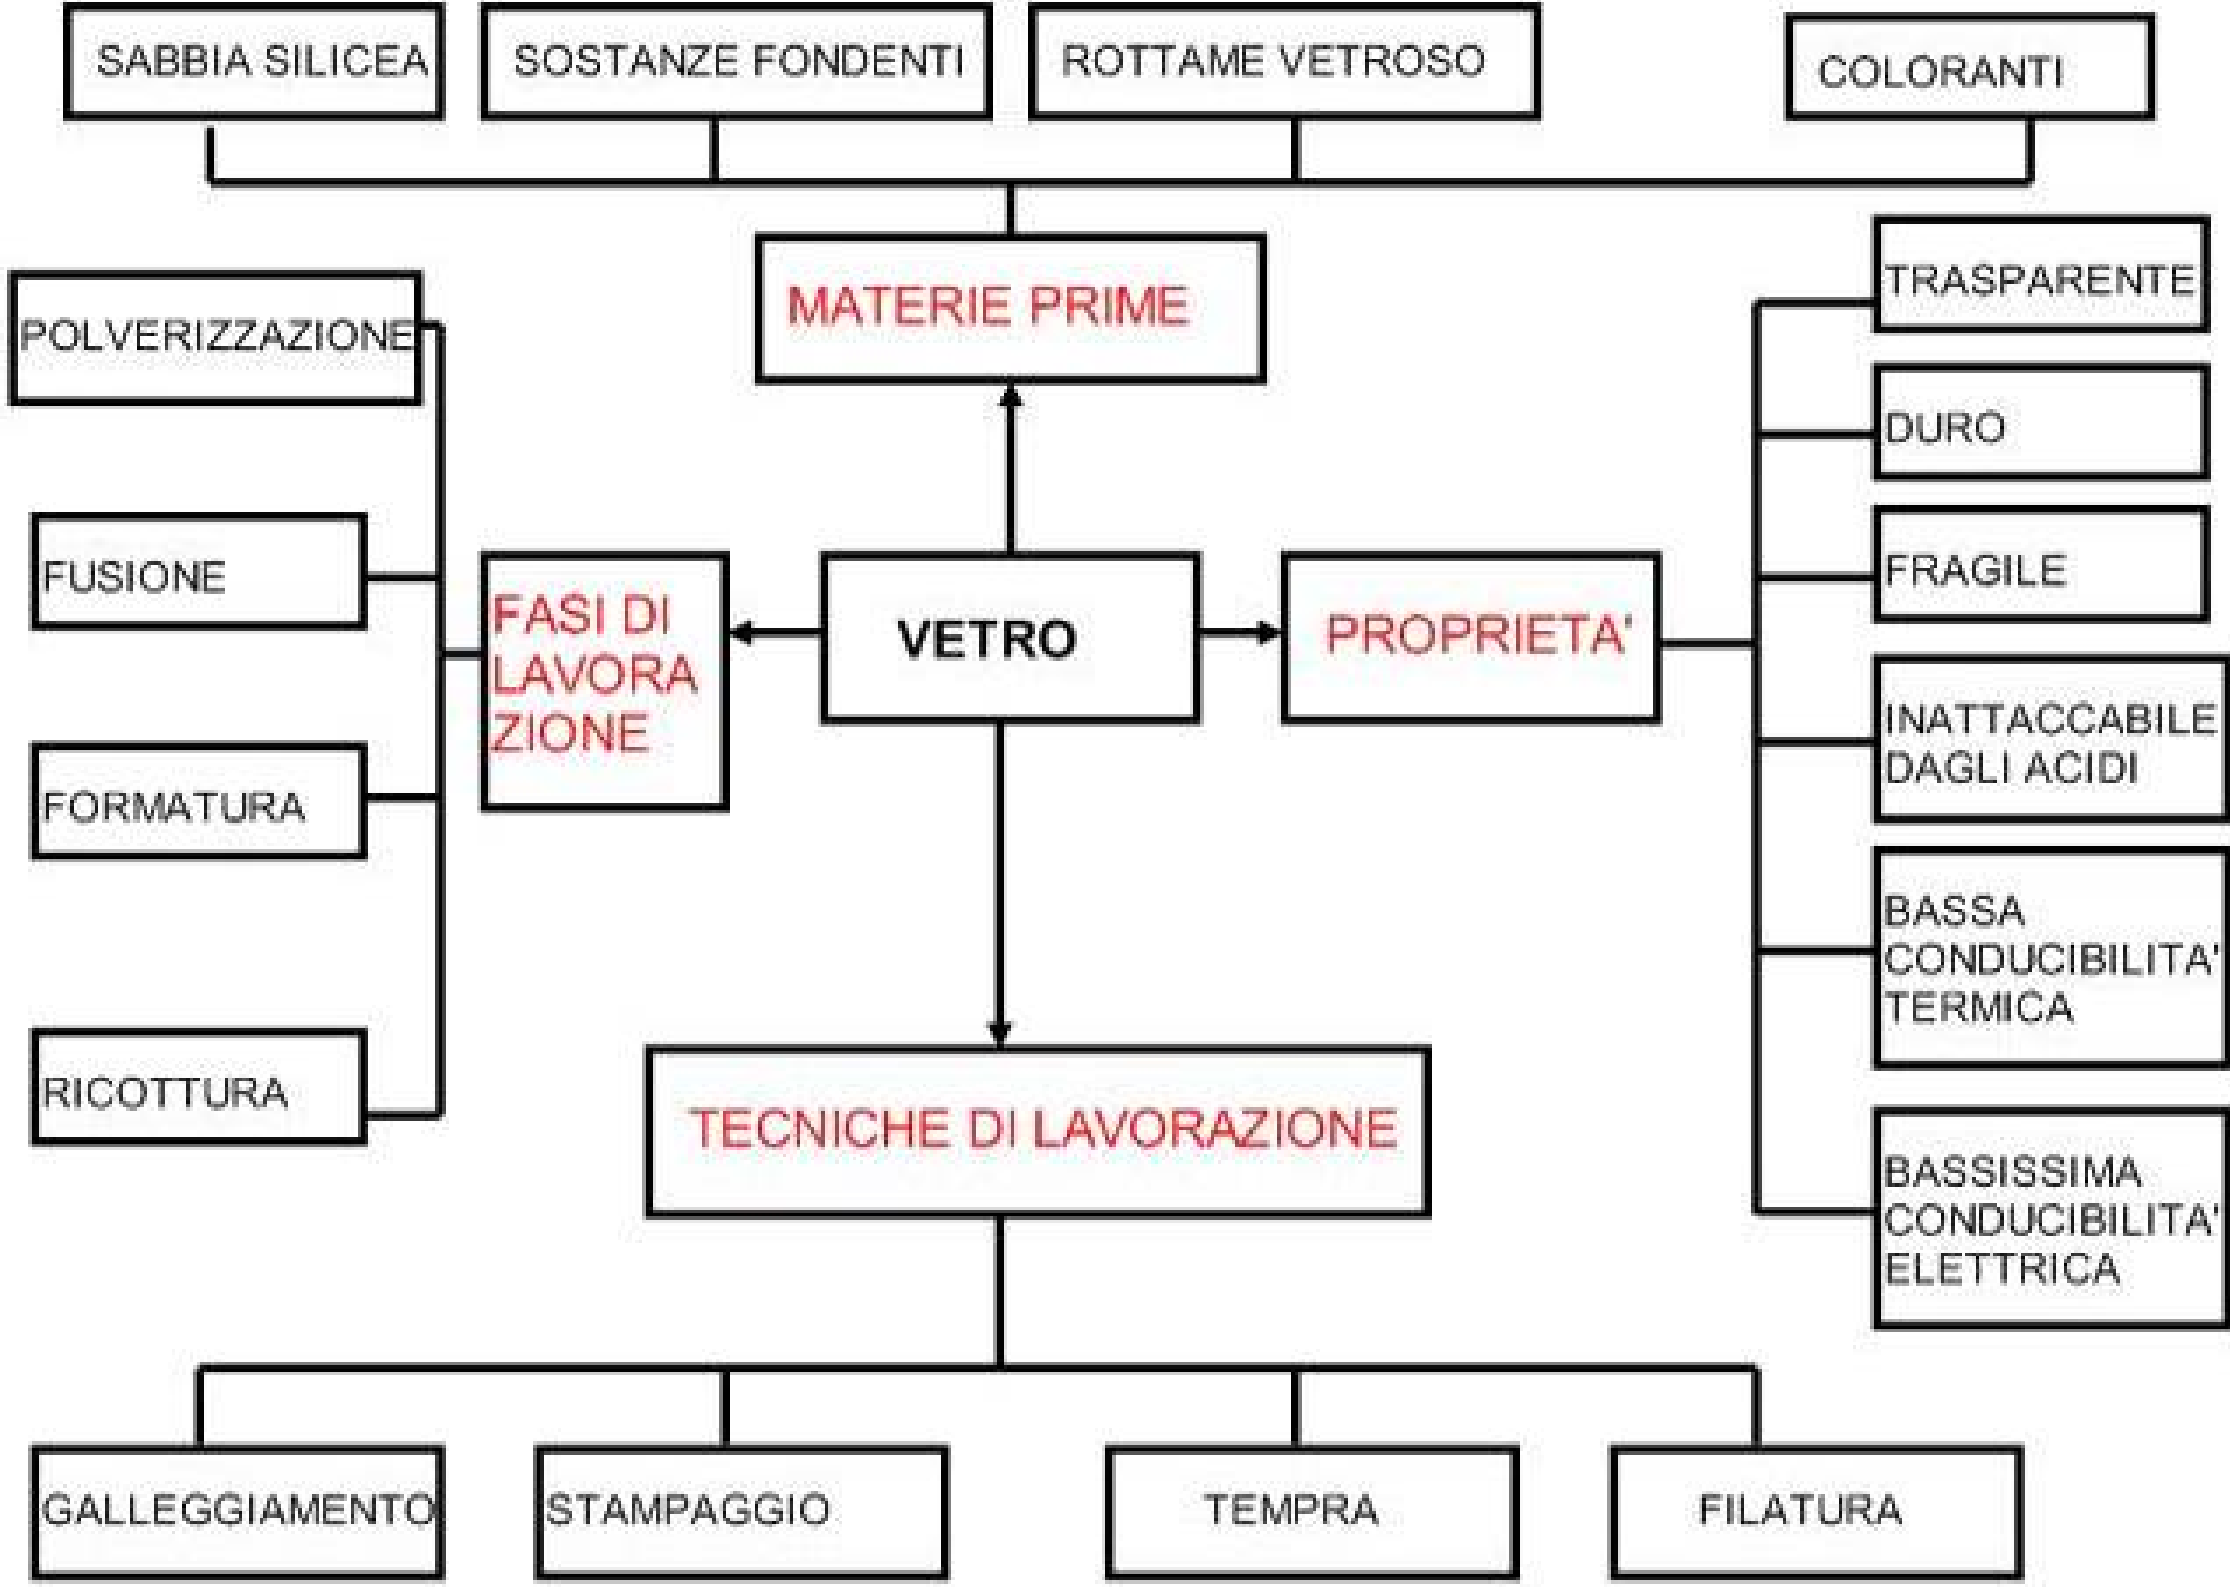 SABBIA SILICEA
SOSTANZE FONDENTI
ROTTAME VETROSO
COLORANTI
MATERIE PRIME
POLVERIZZAZIONE
FUSIONE
FORMATURA
RICOTTURA
FASI DI
LAVORA
ZIONE
VETRO
PROPRIETA'
TRASPARENTE
DURO
FRAGILE
INATTACCABILE
DAGLI ACIDI
BASSA
CONDUCIBILITA'
TERMICA
BASSISSIMA
CONDUCIBILITA'
ELETTRICA
TECNICHE DI LAVORAZIONE
GALLEGGIAMENTO
STAMPAGGIO
TEMPRA
FILATURA